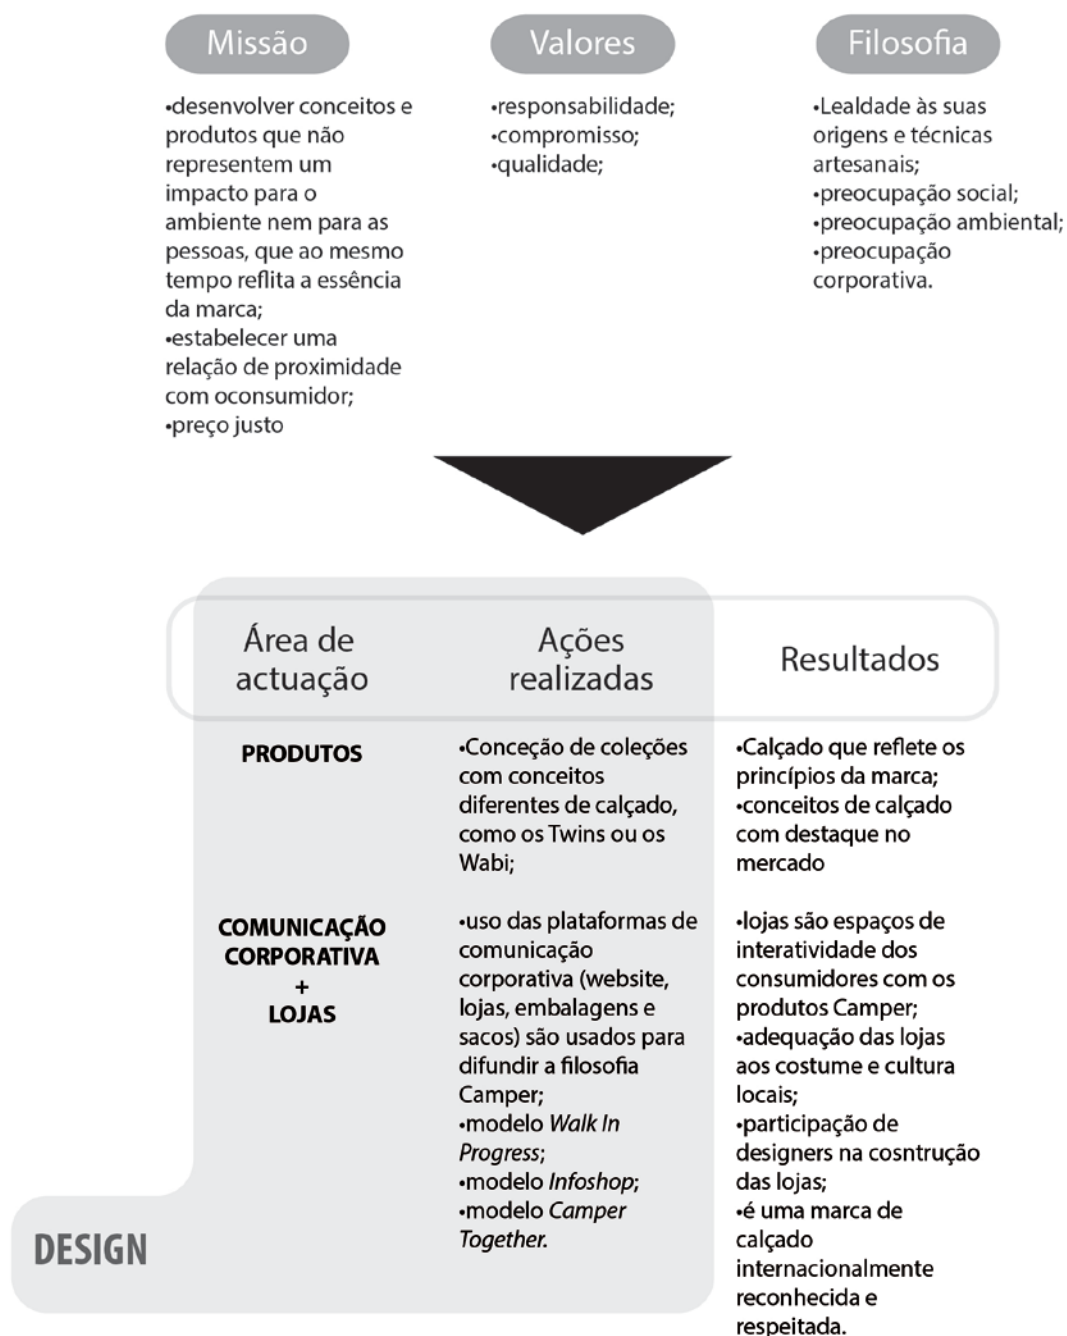 Missão
•desenvolver conceitos e
produtos que não
representem um
impacto para o
ambiente nem para as
pessoas, que ao mesmo
tempo reflita a essência
da marca;
•estabelecer uma
relação de proximidade
com oconsumidor;
•preço justo
Valores
•responsabilidade;
•compromisso;
•qualidade;
Filosofia
•Lealdade às suas
origens e técnicas
artesanais;
•preocupação social;
•preocupação ambiental;
•preocupação
corporativa.
Área de
actuação
Ações
realizadas
Resultados
PRODUTOS
•Conceção de coleções
com conceitos
diferentes de calçado,
como os Twins ou os
Wabi;
•Calçado que reflete os
princípios da marca;
•conceitos de calçado
com destaque no
mercado
COMUNICAÇÃO
CORPORATIVA
+
LOJAS
•uso das plataformas de
comunicação
corporativa (website,
lojas, embalagens e
sacos) são usados para
difundir a filosofia
Camper;
•modelo Walk In
Progress;
•modelo Infoshop;
•modelo Camper
Together.
•lojas são espaços de
interatividade dos
consumidores com os
produtos Camper;
•adequação das lojas
aos costume e cultura
locais;
•participação de
designers na cosntrução
das lojas;
•é uma marca de
calçado
internacionalmente
reconhecida e
respeitada.
DESIGN